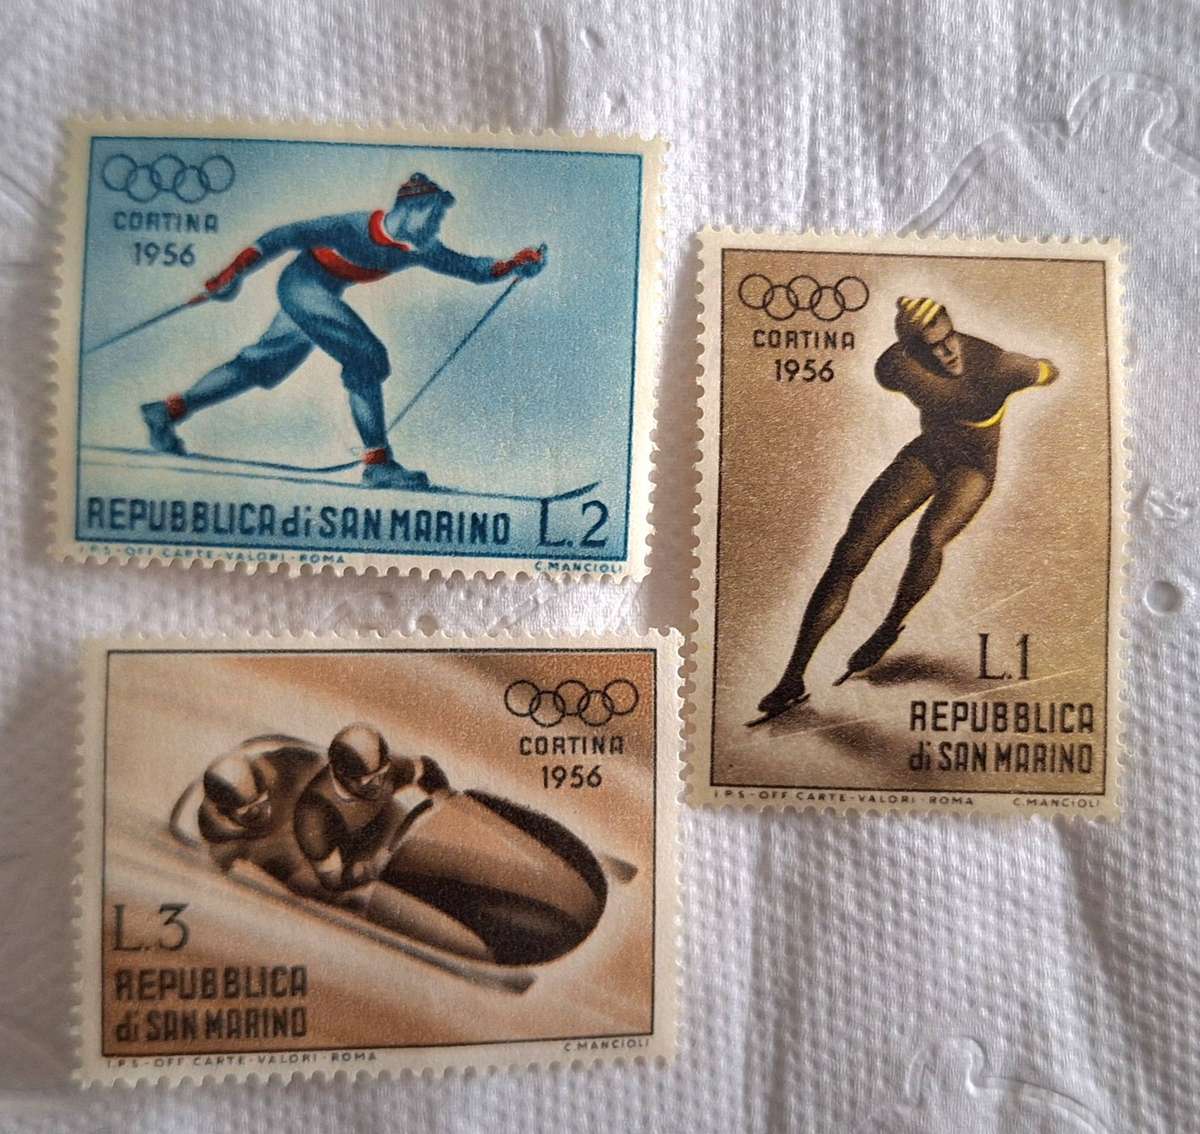 CORTINA
1956
REPUBBLICA di SAN MARINO L.2
I.P.S-OFF CARTE-VALORI-ROMA C.MANCIOLI
CORTINA
1956
L.1
REPUBBLICA
di SAN MARINO
I.P.S-OFF CARTE-VALORI-ROMA C.MANCIOLI
CORTINA
1956
L.3
REPUBBLICA
di SAN MARINO
I.P.S-OFF CARTE-VALORI-ROMA C MANCIOLI